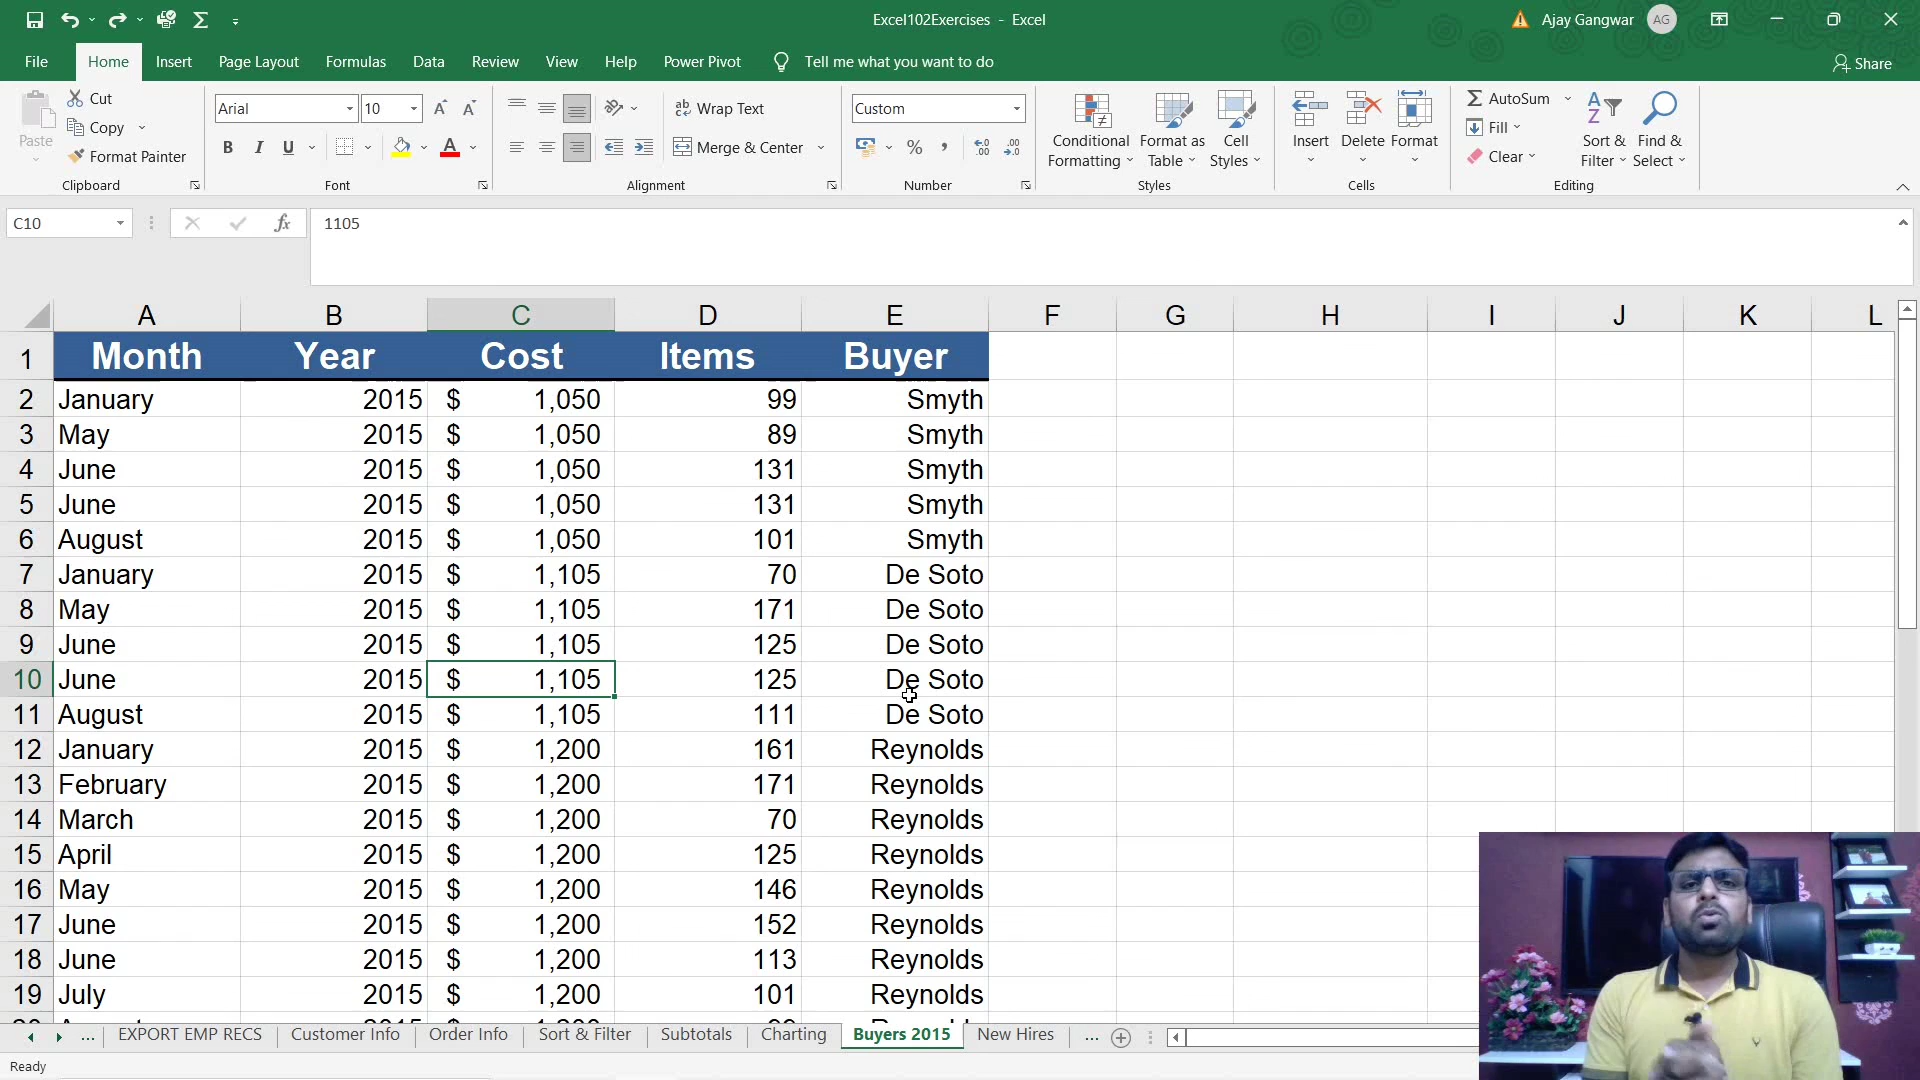 Excel102Exercises - Excel
Ajay Gangwar AG
File Home Insert Page Layout Formulas Data Review View Help Power Pivot Tell me what you want to do Share
Paste
Cut
Copy
Format Painter
Clipboard
Arial 10
B I U A
Font
Wrap Text
Merge & Center
Alignment
Custom
$ % ,
Number
Conditional Formatting
Format as Table
Cell Styles
Styles
Insert Delete Format
Cells
AutoSum
Fill
Clear
Sort & Filter
Find & Select
Editing
C10 fx 1105
A B C D E F G H I J K L
1 Month Year Cost Items Buyer
2 January 2015 $ 1,050 99 Smyth
3 May 2015 $ 1,050 89 Smyth
4 June 2015 $ 1,050 131 Smyth
5 June 2015 $ 1,050 131 Smyth
6 August 2015 $ 1,050 101 Smyth
7 January 2015 $ 1,105 70 De Soto
8 May 2015 $ 1,105 171 De Soto
9 June 2015 $ 1,105 125 De Soto
10 June 2015 $ 1,105 125 De Soto
11 August 2015 $ 1,105 111 De Soto
12 January 2015 $ 1,200 161 Reynolds
13 February 2015 $ 1,200 171 Reynolds
14 March 2015 $ 1,200 70 Reynolds
15 April 2015 $ 1,200 125 Reynolds
16 May 2015 $ 1,200 146 Reynolds
17 June 2015 $ 1,200 152 Reynolds
18 June 2015 $ 1,200 113 Reynolds
19 July 2015 $ 1,200 101 Reynolds
... EXPORT EMP RECS Customer Info Order Info Sort & Filter Subtotals Charting Buyers 2015 New Hires ...
Ready